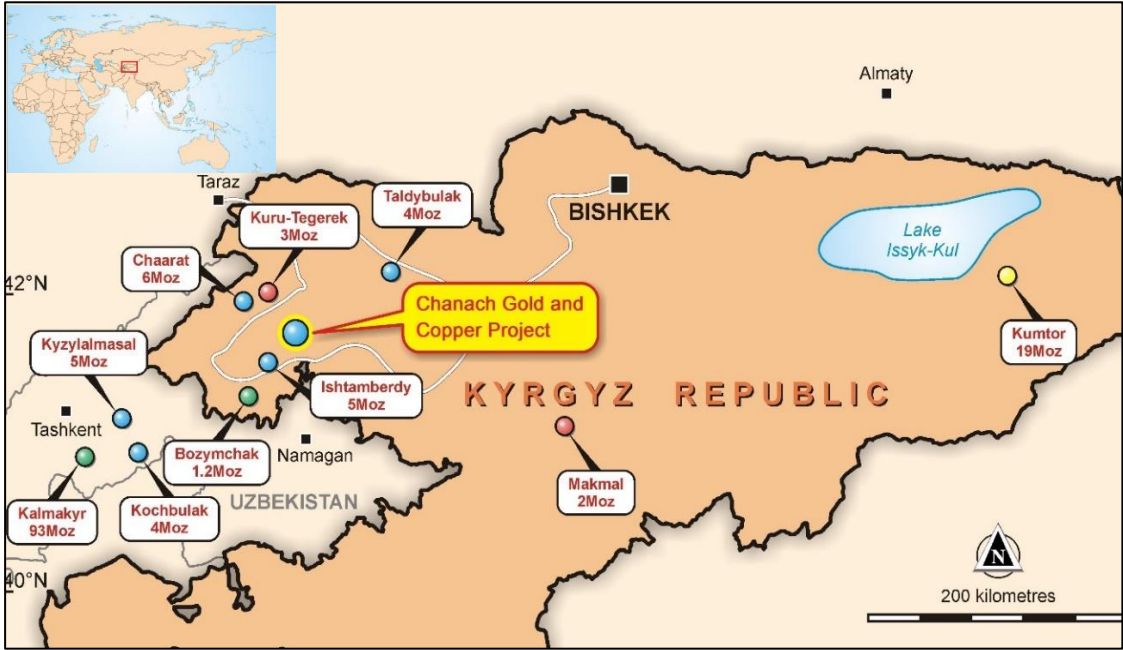 Almaty
Taraz
Taldybulak
4Moz
BISHKEK
Kuru-Tegerek
3Moz
Lake
Issyk-Kul
Chaarat
6Moz
42°N
Chanach Gold and
Copper Project
Kumtor
19Moz
Kyzylalmasal
5Moz
Ishtamberdy
5Moz
KYRGYZ REPUBLIC
Tashkent
Namagan
Bozymchak
1.2Moz
Makmal
2Moz
UZBEKISTAN
Kalmakyr
93Moz
Kochbulak
4Moz
N
40°N
200 kilometres